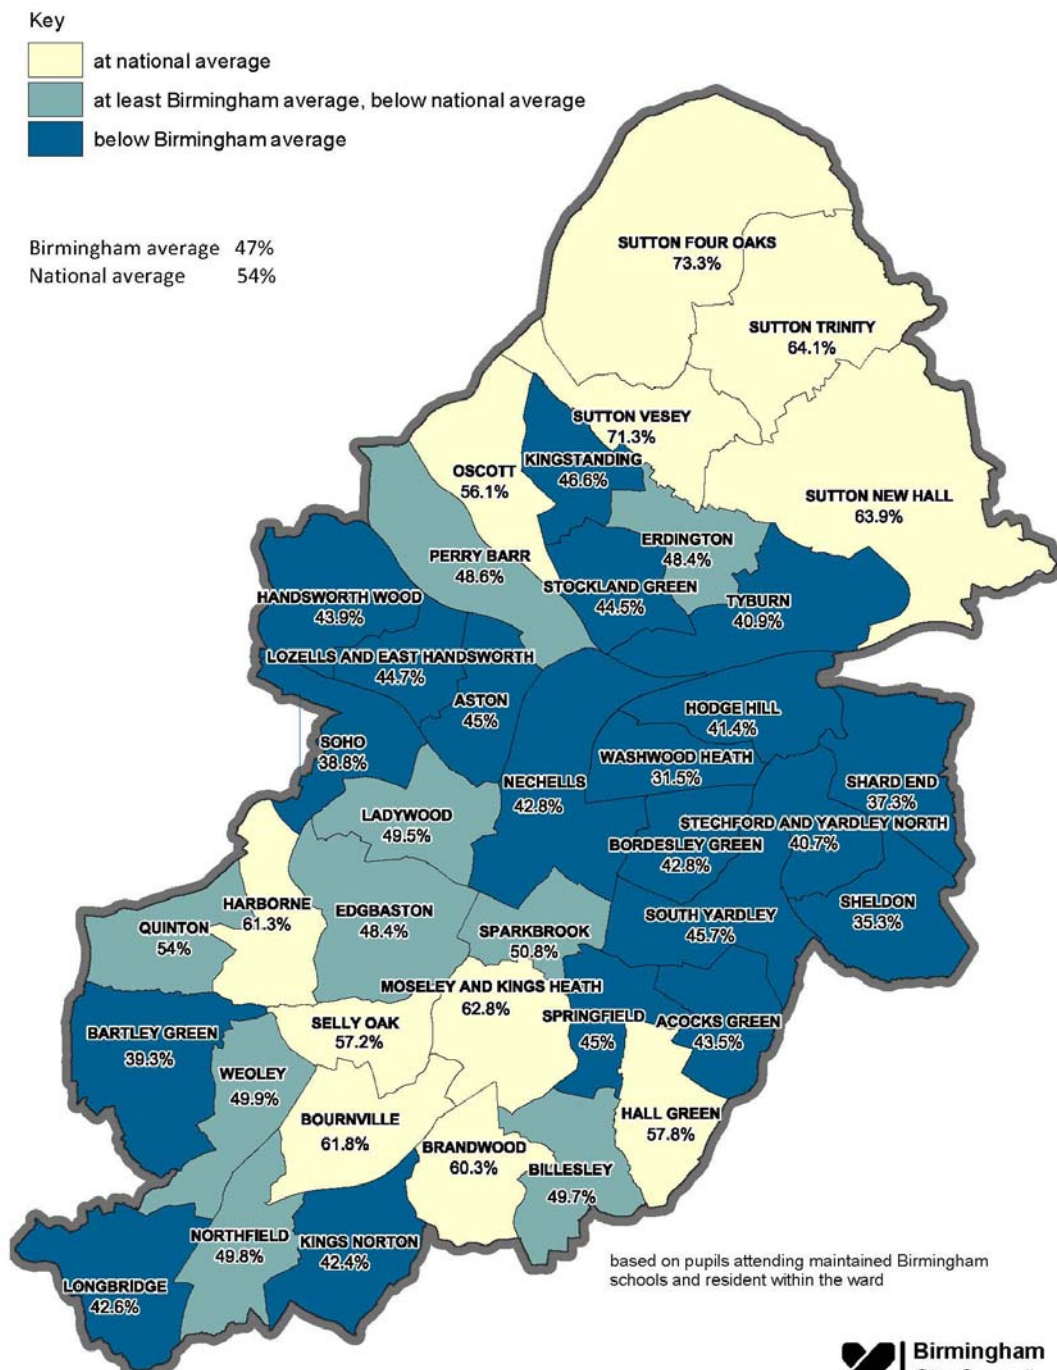 Key
at national average
at least Birmingham average, below national average
below Birmingham average
Birmingham average 47%
National average 54%
SUTTON FOUR OAKS
73.3%
SUTTON TRINITY
64.1%
SUTTON VESEY
71.3%
KINGSTANDING
46.6%
OSCOTT
56.1%
SUTTON NEW HALL
63.9%
ERDINGTON
48.4%
PERRY BARR
48.6%
STOCKLAND GREEN
44.5%
TYBURN
40.9%
HANDSWORTH WOOD
43.9%
LOZELLS AND EAST HANDSWORTH
44.7%
ASTON
45%
HODGE HILL
41.4%
SOHO
38.8%
WASHWOOD HEATH
31.5%
NECHELLS
42.8%
SHARD END
37.3%
LADYWOOD
49.5%
STECHFORD AND YARDLEY NORTH
40.7%
BORDESLEY GREEN
42.8%
HARBORNE
61.3%
EDGBASTON
48.4%
SHELDON
35.3%
SOUTH YARDLEY
45.7%
QUINTON
54%
SPARKBROOK
50.8%
MOSELEY AND KINGS HEATH
62.8%
SELLY OAK
57.2%
SPRINGFIELD
45%
ACOCKS GREEN
43.5%
BARTLEY GREEN
39.3%
WEOLEY
49.9%
BOURNVILLE
61.8%
HALL GREEN
57.8%
BRANDWOOD
60.3%
BILLESLEY
49.7%
NORTHFIELD
49.8%
KINGS NORTON
42.4%
LONGBRIDGE
42.6%
based on pupils attending maintained Birmingham
schools and resident within the ward
Birmingham